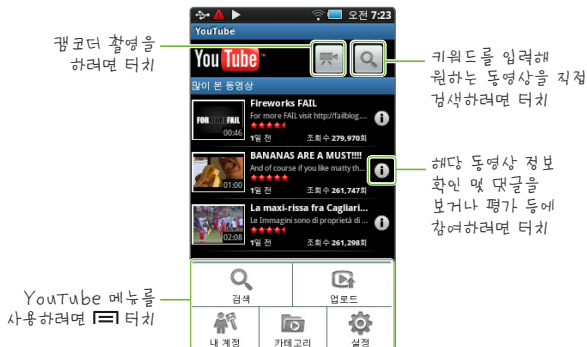 오전 7:23
YouTube
캠코더 촬영을
하려면 터치
You Tube
키워드를 입력해
원하는 동영상을 직접
검색하려면 터치
많이 본 동영상
Fireworks FAIL
For more FAIL visit http://failblog....
FAIL
00:46
1일 전
조회수 279,970회
BANANAS ARE A MUST!!!!
And of course if you like matty th...
01:00
1일 전
조회수 261,747회
해당 동영상 정보
확인 및 댓글을
보거나 평가 등에
참여하려면 터치
La maxi-rissa fra Cagliari...
Le Immagini sono di proprietà di ...
02:08
1일 전
조회수 261,298회
검색
업로드
YouTube 메뉴를
사용하려면 터치
내 계정
카테고리
설정